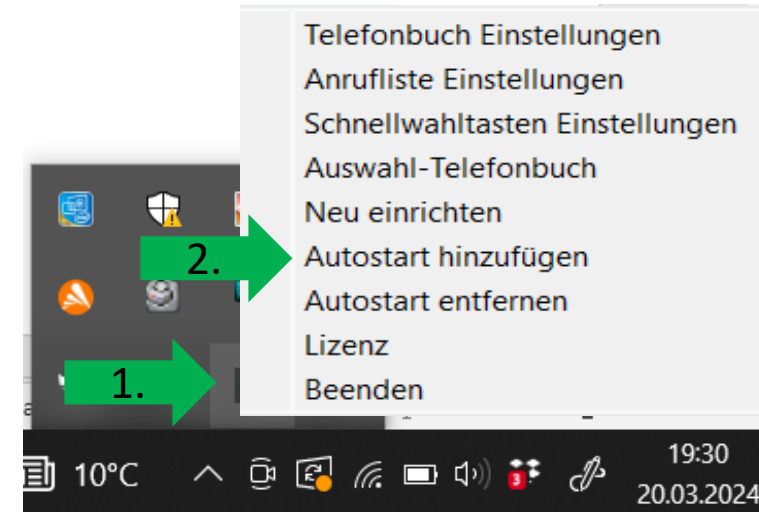 Telefonbuch Einstellungen
Anrufliste Einstellungen
Schnellwahltasten Einstellungen
Auswahl-Telefonbuch
Neu einrichten
2. Autostart hinzufügen
Autostart entfernen
Lizenz
1. Beenden
10°C 3 19:30
20.03.2024